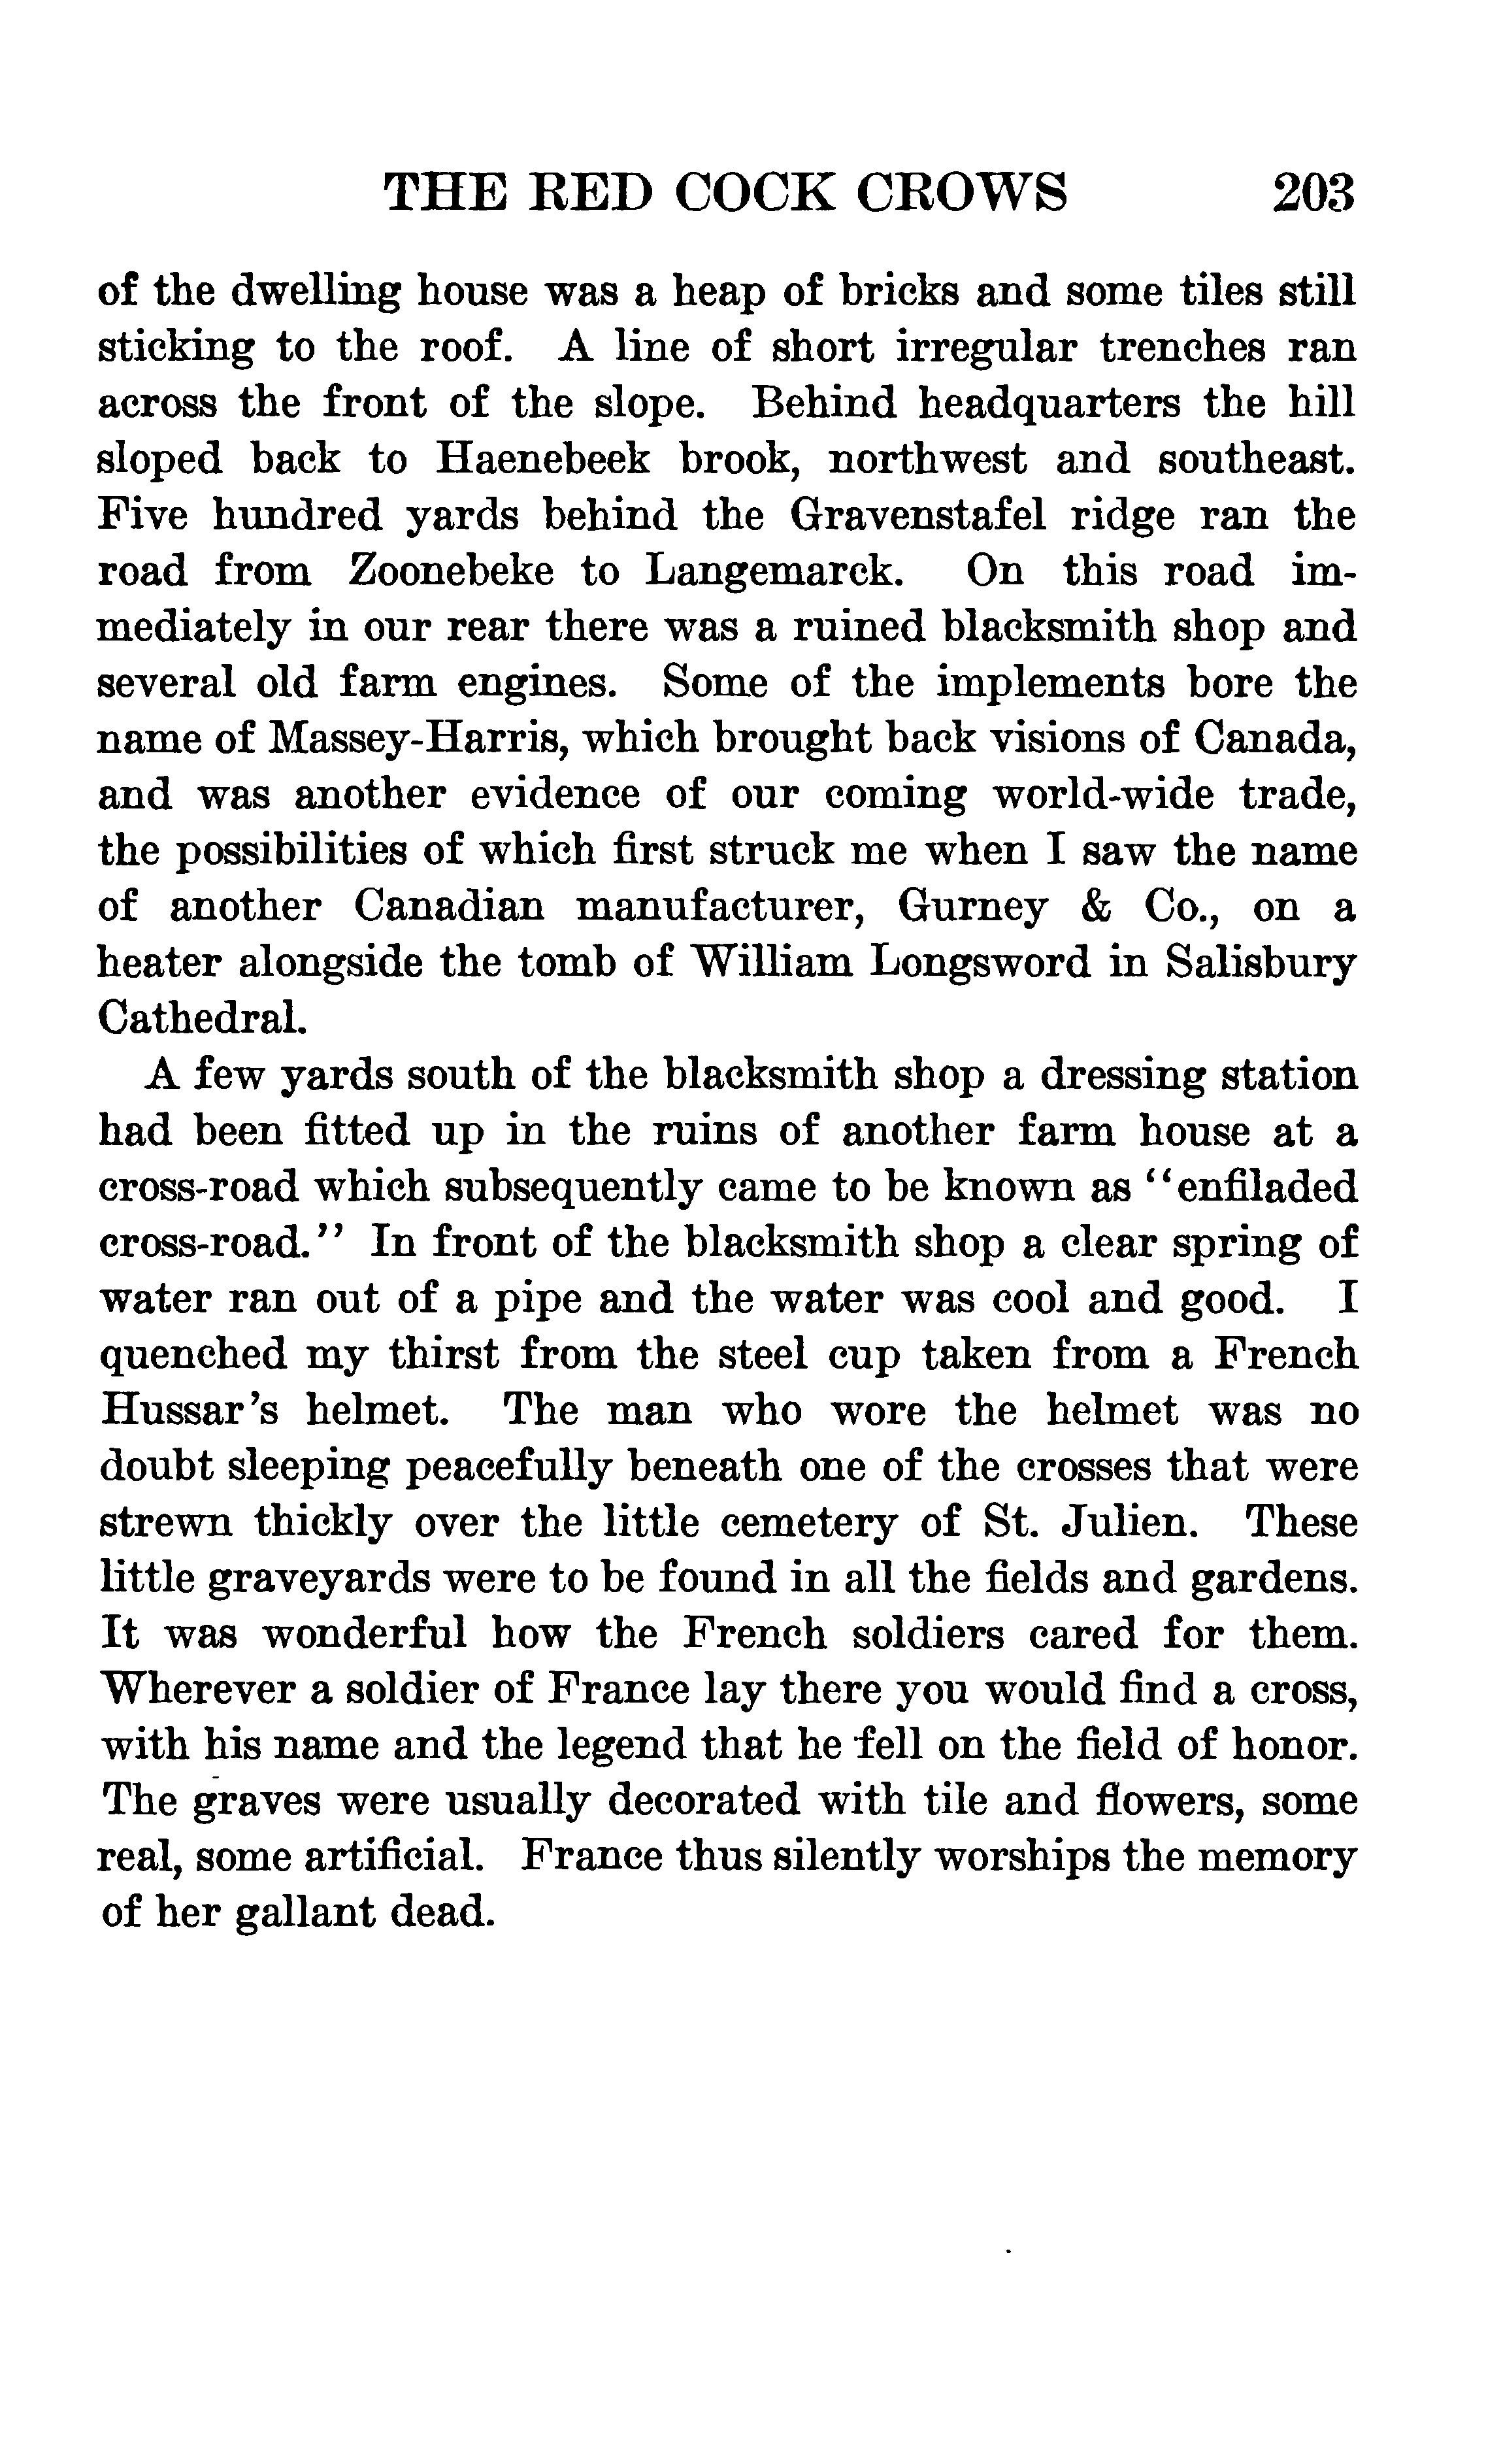 THE RED COCK CROWS 203
of the dwelling house was a heap of bricks and some tiles still
sticking to the roof. A line of short irregular trenches ran
across the front of the slope. Behind headquarters the hill
sloped back to Haenebeek brook, northwest and southeast.
Five hundred yards behind the Gravenstafel ridge ran the
road from Zoonebeke to Langemarck. On this road im-
mediately in our rear there was a ruined blacksmith shop and
several old farm engines. Some of the implements bore the
name of Massey-Harris, which brought back visions of Canada,
and was another evidence of our coming world-wide trade,
the possibilities of which first struck me when I saw the name
of another Canadian manufacturer, Gurney & Co., on a
heater alongside the tomb of William Longsword in Salisbury
Cathedral.
A few yards south of the blacksmith shop a dressing station
had been fitted up in the ruins of another farm house at a
cross-road which subsequently came to be known as "enfiladed
cross-road." In front of the blacksmith shop a clear spring of
water ran out of a pipe and the water was cool and good. I
quenched my thirst from the steel cup taken from a French
Hussar's helmet. The man who wore the helmet was no
doubt sleeping peacefully beneath one of the crosses that were
strewn thickly over the little cemetery of St. Julien. These
little graveyards were to be found in all the fields and gardens.
It was wonderful how the French soldiers cared for them.
Wherever a soldier of France lay there you would find a cross,
with his name and the legend that he fell on the field of honor.
The graves were usually decorated with tile and flowers, some
real, some artificial. France thus silently worships the memory
of her gallant dead.